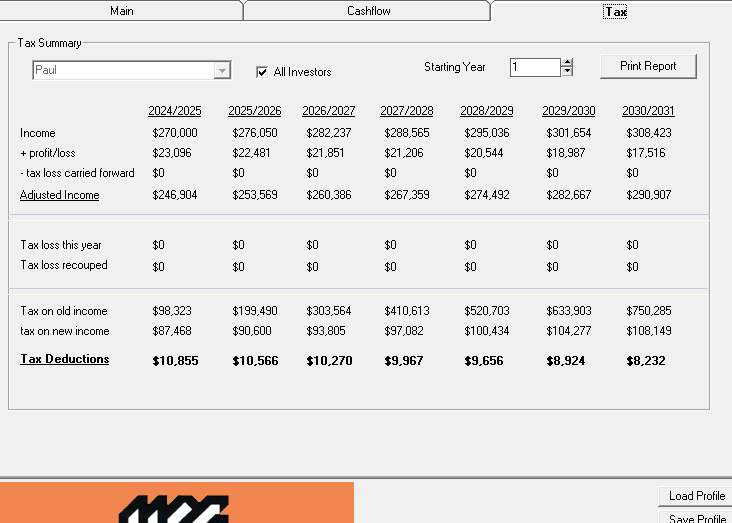 Main Cashflow Tax
Tax Summary
Paul All Investors Starting Year 1 Print Report
2024/2025 2025/2026 2026/2027 2027/2028 2028/2029 2029/2030 2030/2031
Income $270,000 $276,050 $282,237 $288,565 $295,036 $301,654 $308,423
+ profit/loss $23,096 $22,481 $21,851 $21,206 $20,544 $18,987 $17,516
- tax loss carried forward $0 $0 $0 $0 $0 $0 $0
Adjusted Income $246,904 $253,569 $260,386 $267,359 $274,492 $282,667 $290,907
Tax loss this year $0 $0 $0 $0 $0 $0 $0
Tax loss recouped $0 $0 $0 $0 $0 $0 $0
Tax on old income $98,323 $199,490 $303,564 $410,613 $520,703 $633,903 $750,285
tax on new income $87,468 $90,600 $93,805 $97,082 $100,434 $104,277 $108,149
Tax Deductions $10,855 $10,566 $10,270 $9,967 $9,656 $8,924 $8,232
Load Profile
Save Profile